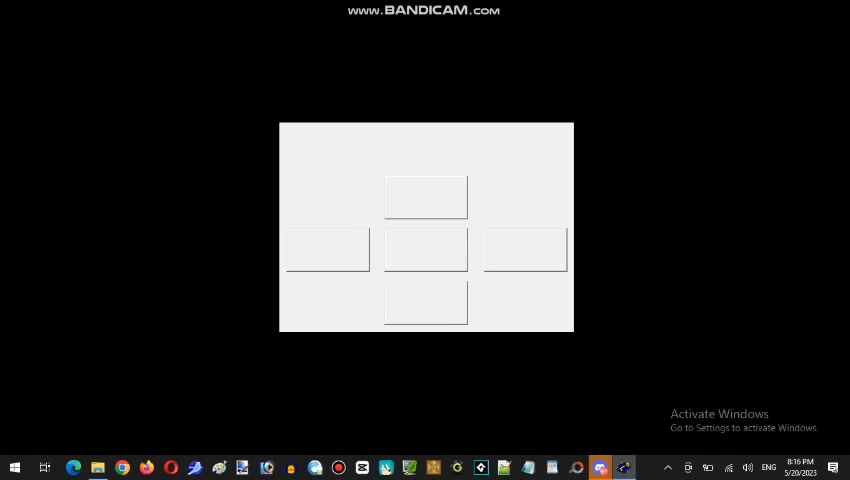 www.BANDICAM.com
Activate Windows
Go to Settings to activate Windows.
ENG
8:16 PM
5/20/2023